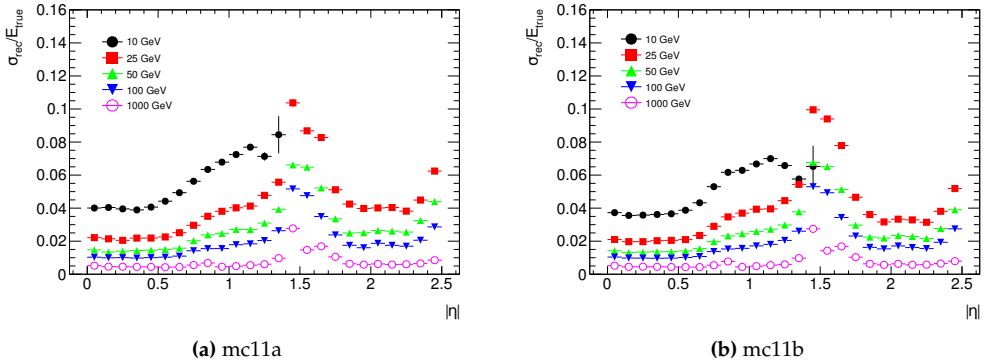 σrec/Etrue
0.16
0.14
0.12
0.1
0.08
0.06
0.04
0.02
0
10 GeV
25 GeV
50 GeV
100 GeV
1000 GeV
0 0.5 1 1.5 2 2.5
|η|
(a) mc11a
σrec/Etrue
0.16
0.14
0.12
0.1
0.08
0.06
0.04
0.02
0
10 GeV
25 GeV
50 GeV
100 GeV
1000 GeV
0 0.5 1 1.5 2 2.5
|η|
(b) mc11b